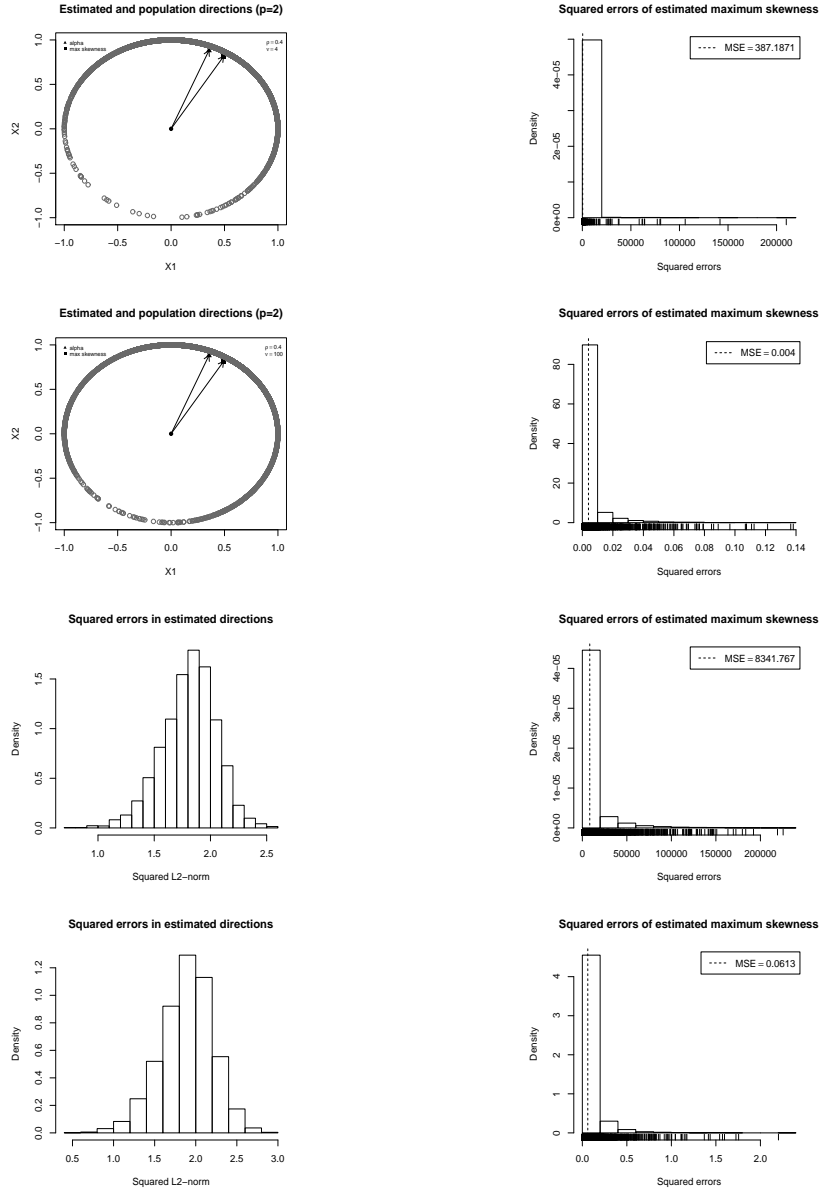 Estimated and population directions (p=2)
alpha
max skewness
ρ = 0.4
ν = 4
X2
1.0
0.5
0.0
−0.5
−1.0
−1.0 −0.5 0.0 0.5 1.0
X1
Squared errors of estimated maximum skewness
MSE = 387.1871
Density
4e−05
2e−05
0e+00
0 50000 100000 150000 200000
Squared errors
Estimated and population directions (p=2)
alpha
max skewness
ρ = 0.4
ν = 100
X2
1.0
0.5
0.0
−0.5
−1.0
−1.0 −0.5 0.0 0.5 1.0
X1
Squared errors of estimated maximum skewness
MSE = 0.004
Density
80
60
40
20
0
0.00 0.02 0.04 0.06 0.08 0.10 0.12 0.14
Squared errors
Squared errors in estimated directions
Density
1.5
1.0
0.5
0.0
1.0 1.5 2.0 2.5
Squared L2−norm
Squared errors of estimated maximum skewness
MSE = 8341.767
Density
4e−05
3e−05
2e−05
1e−05
0e+00
0 50000 100000 150000 200000
Squared errors
Squared errors in estimated directions
Density
1.2
1.0
0.8
0.6
0.4
0.2
0.0
0.5 1.0 1.5 2.0 2.5 3.0
Squared L2−norm
Squared errors of estimated maximum skewness
MSE = 0.0613
Density
4
3
2
1
0
0.0 0.5 1.0 1.5 2.0
Squared errors